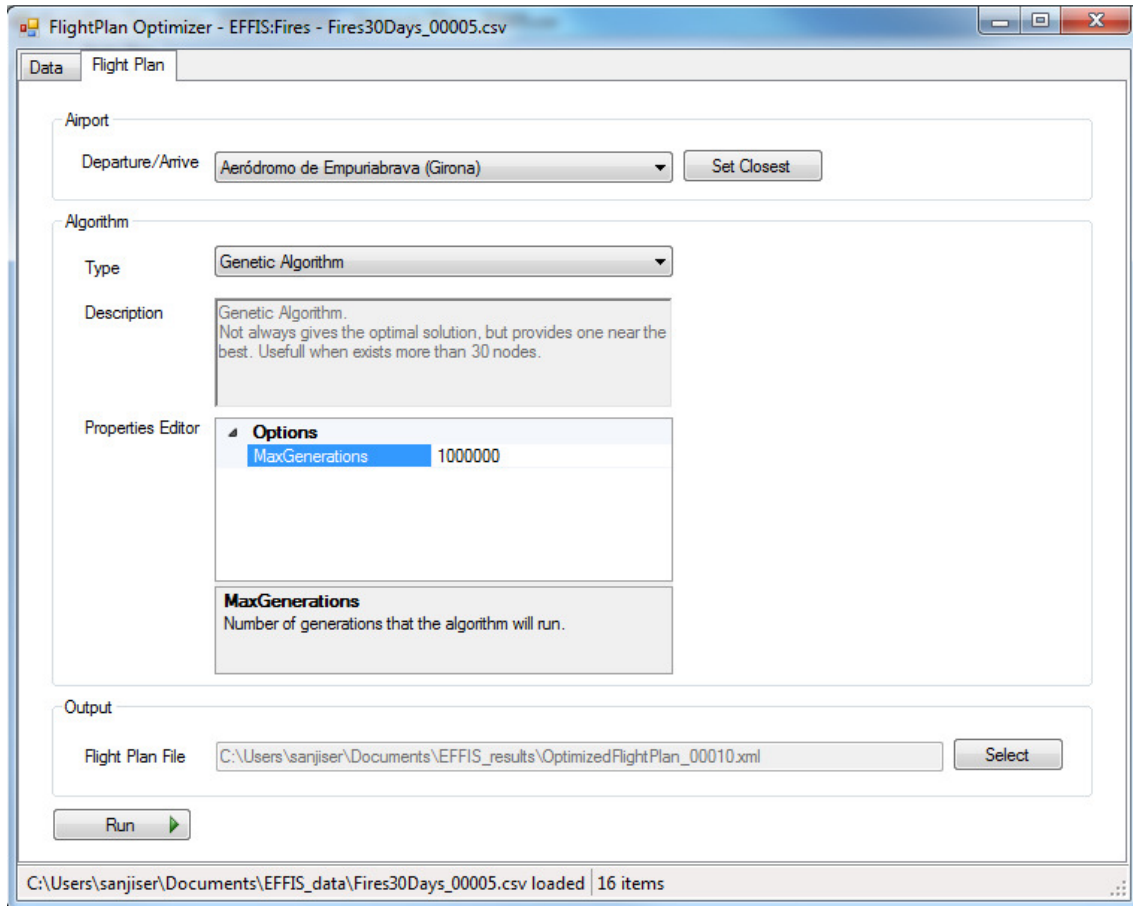 FlightPlan Optimizer - EFFIS:Fires - Fires30Days_00005.csv
Data
Flight Plan
Airport
Departure/Arrive
Aeródromo de Empuriabrava (Girona)
Set Closest
Algorithm
Type
Genetic Algorithm
Description
Genetic Algorithm.
Not always gives the optimal solution, but provides one near the
best. Usefull when exists more than 30 nodes.
Properties Editor
Options
MaxGenerations 1000000
MaxGenerations
Number of generations that the algorithm will run.
Output
Flight Plan File
C:\Users\sanjiser\Documents\EFFIS_results\OptimizedFlightPlan_00010.xml
Select
Run
C:\Users\sanjiser\Documents\EFFIS_data\Fires30Days_00005.csv loaded 16 items